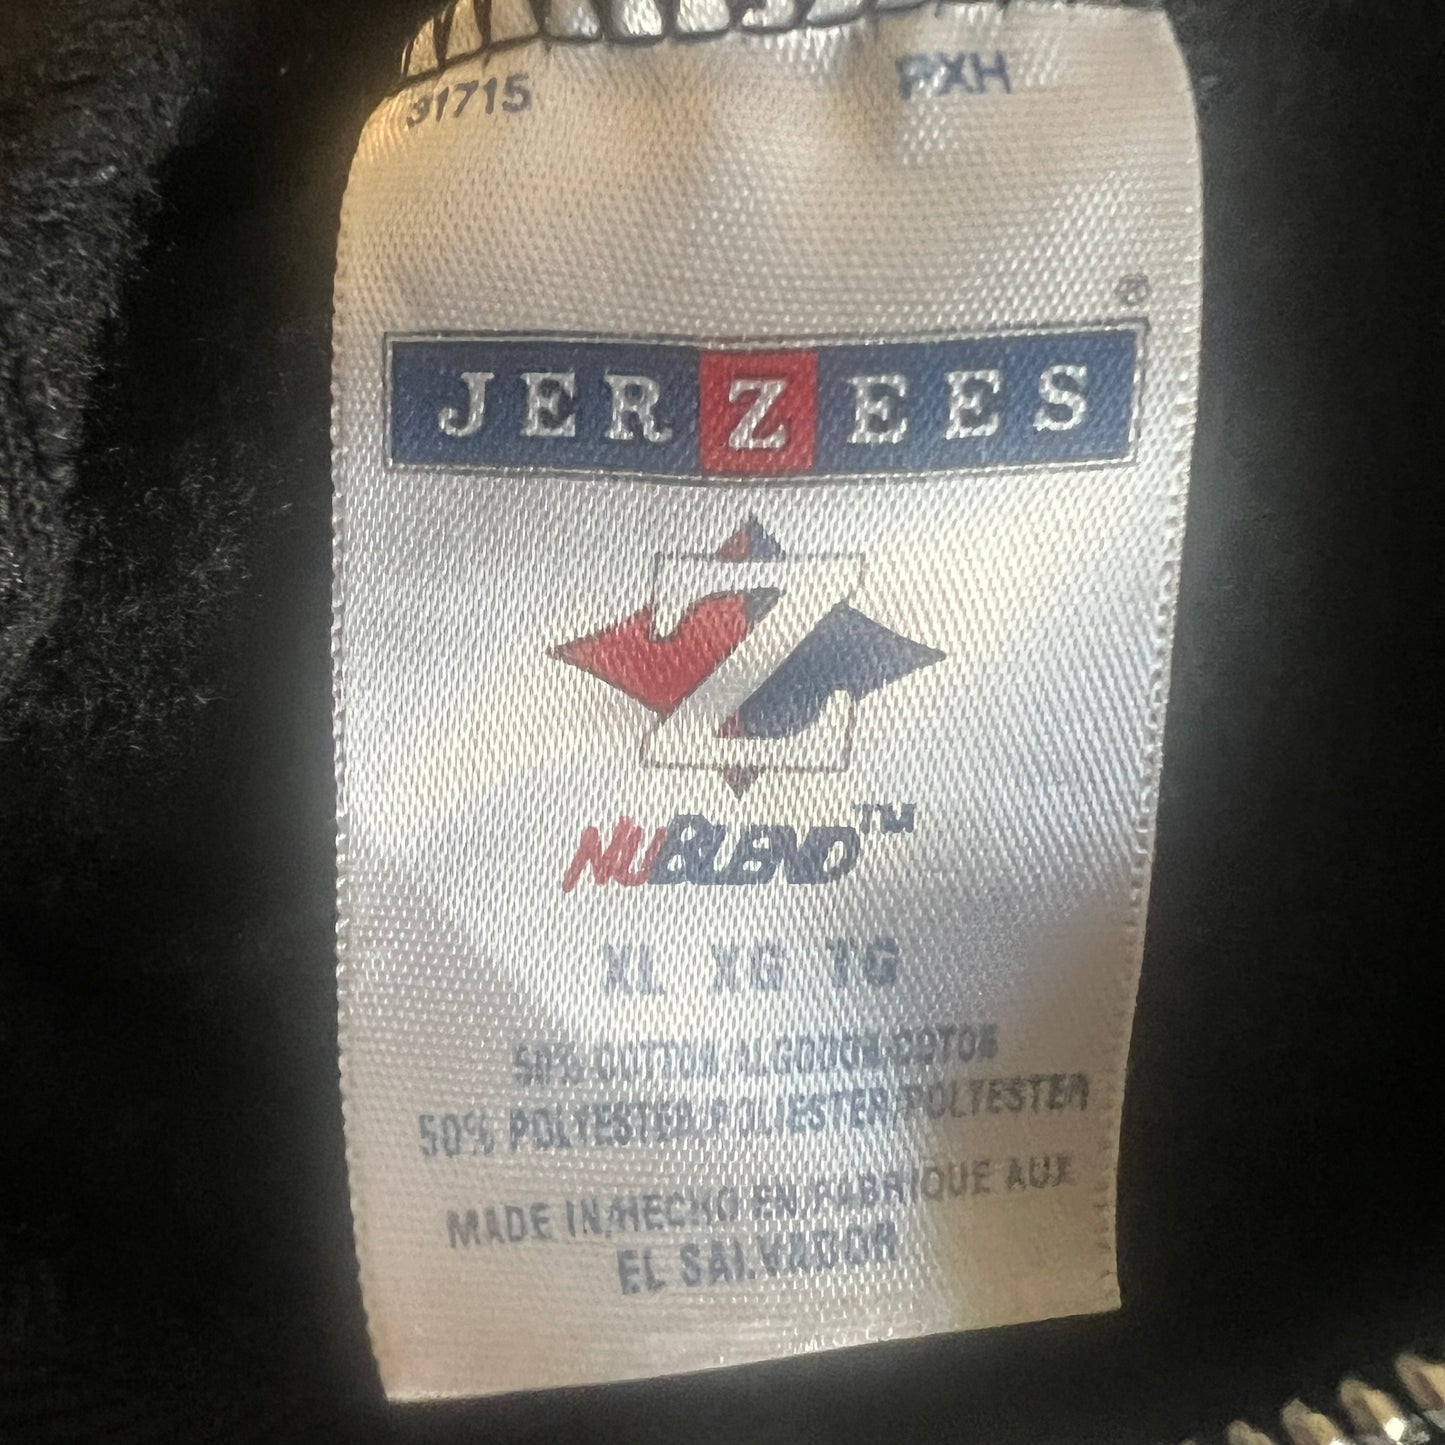 31715 PXH
®
JERZEES
NUBLEND™
XL XG TG
50% COTTON/ALGODON/COTON
50% POLYESTER/POLIESTER/POLYESTER
MADE IN/HECHO EN/FABRIQUE AUX
EL SALVADOR